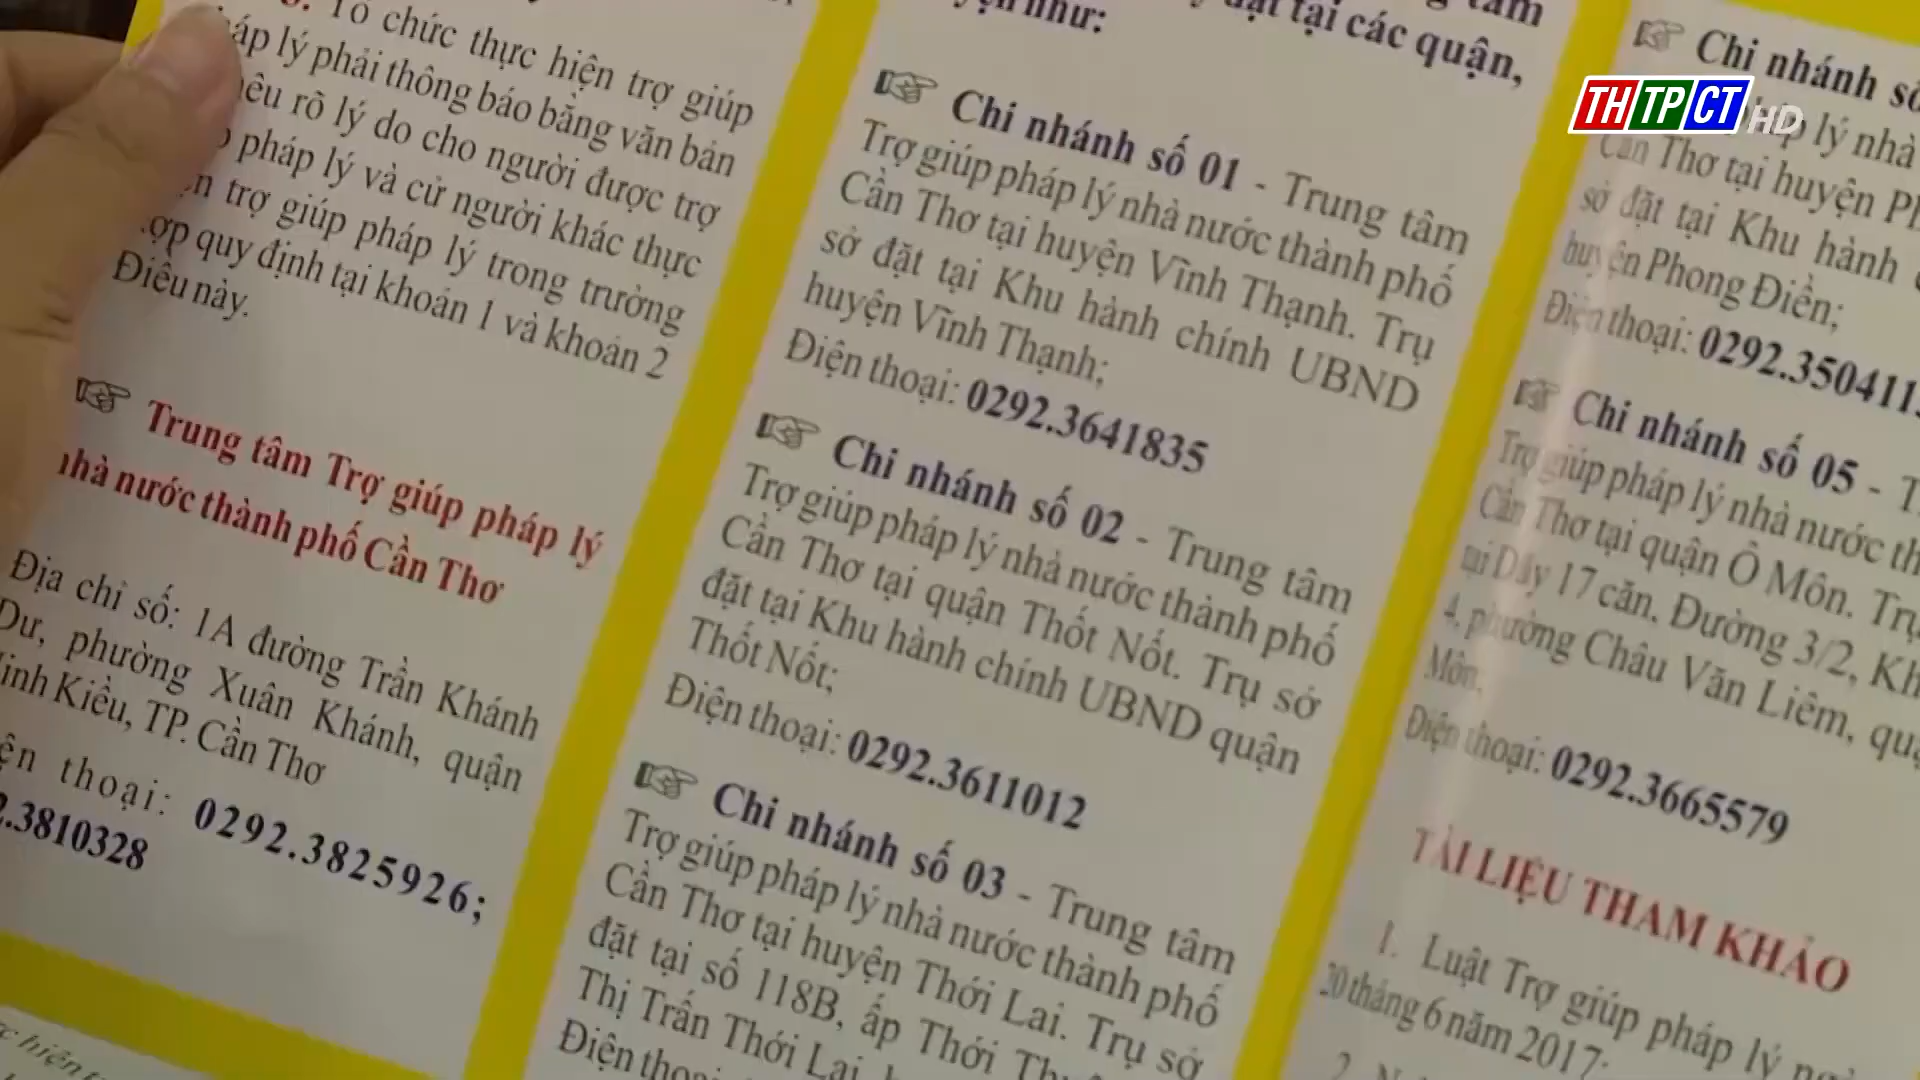 Tổ chức thực hiện trợ giúp
lý phải thông báo bằng văn bản
rõ lý do cho người được trợ
pháp lý và cử người khác thực
trợ giúp pháp lý trong trường
quy định tại khoản 1 và khoản 2
Điều này.
Trung tâm Trợ giúp pháp lý
nhà nước thành phố Cần Thơ
Địa chỉ số: 1A đường Trần Khánh
Dư, phường Xuân Khánh, quận
Kiều, TP. Cần Thơ
thoại: 0292.3825926;
.3810328
như:
đặt tại các quận,
Chi nhánh số 01 - Trung tâm
Trợ giúp pháp lý nhà nước thành phố
Cần Thơ tại huyện Vĩnh Thạnh. Trụ
sở đặt tại Khu hành chính UBND
huyện Vĩnh Thạnh;
Điện thoại: 0292.3641835
Chi nhánh số 02 - Trung tâm
Trợ giúp pháp lý nhà nước thành phố
Cần Thơ tại quận Thốt Nốt. Trụ sở
đặt tại Khu hành chính UBND quận
Thốt Nốt;
Điện thoại: 0292.3611012
Chi nhánh số 03 - Trung tâm
Trợ giúp pháp lý nhà nước thành phố
Cần Thơ tại huyện Thới Lai. Trụ sở
đặt tại số 118B, ấp Thới
Thị Trấn Thới Lai,
Điện
Chi nhánh số
lý nhà
Cần Thơ tại huyện
sở đặt tại Khu hành
huyện Phong Điền;
Điện thoại: 0292.350411
Chi nhánh số 05 -
Trợ giúp pháp lý nhà nước
Cần Thơ tại quận Ô Môn. Trụ
tại Dãy 17 căn, Đường 3/2,
4, phường Châu Văn Liêm,
Môn.
Điện thoại: 0292.3665579
TÀI LIỆU THAM KHẢO
1. Luật Trợ giúp pháp lý
20 tháng 6 năm 2017;
2.
THTPCT HD